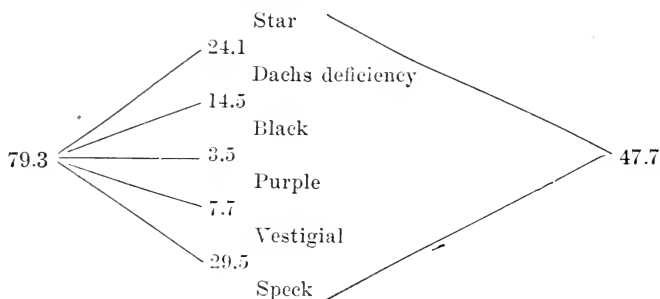 Star
24.1
Dachs deficiency
14.5
Black
79.3 3.5 47.7
Purple
7.7
Vestigial
29.5
Speck